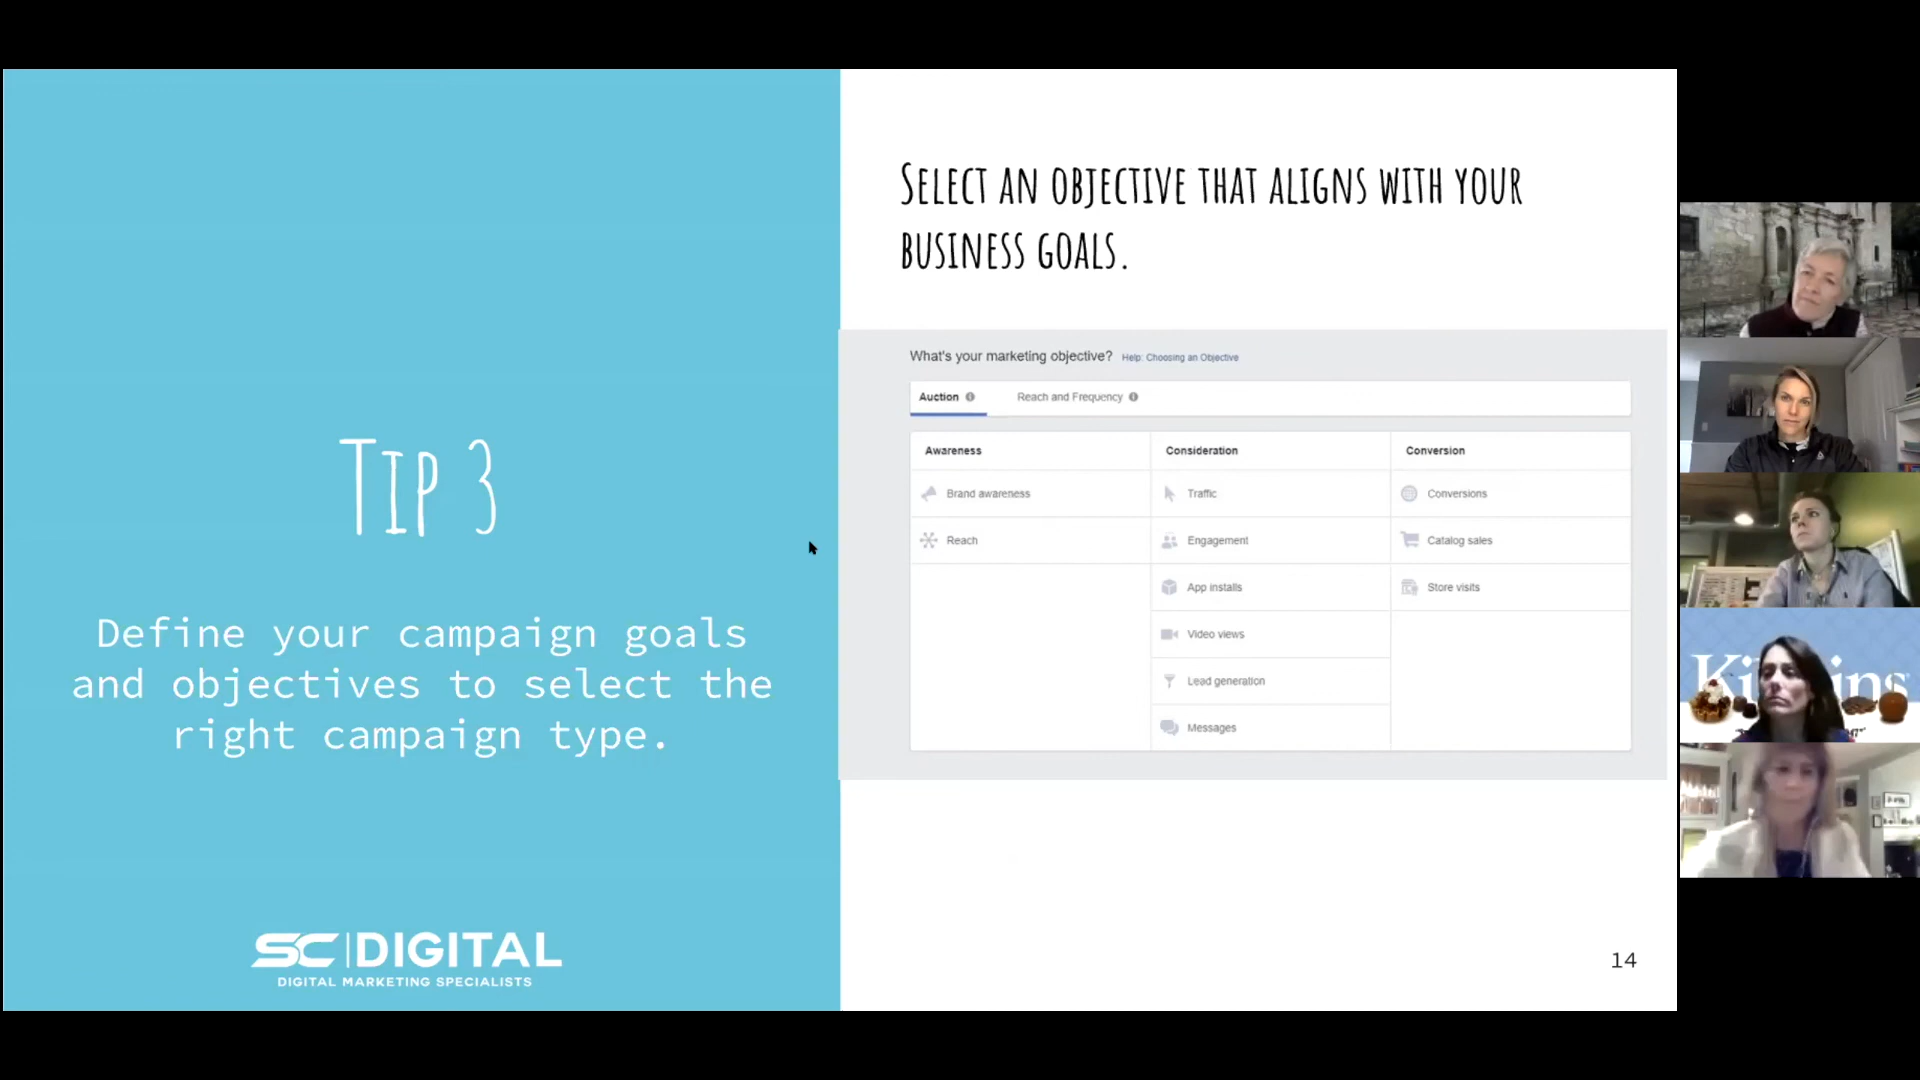 Tip 3
Define your campaign goals
and objectives to select the
right campaign type.
SC|DIGITAL
DIGITAL MARKETING SPECIALISTS
SELECT AN OBJECTIVE THAT ALIGNS WITH YOUR
BUSINESS GOALS.
What's your marketing objective? Help: Choosing an Objective
Auction Reach and Frequency
Awareness Consideration Conversion
Brand awareness Traffic Conversions
Reach Engagement Catalog sales
App installs Store visits
Video views
Lead generation
Messages
14